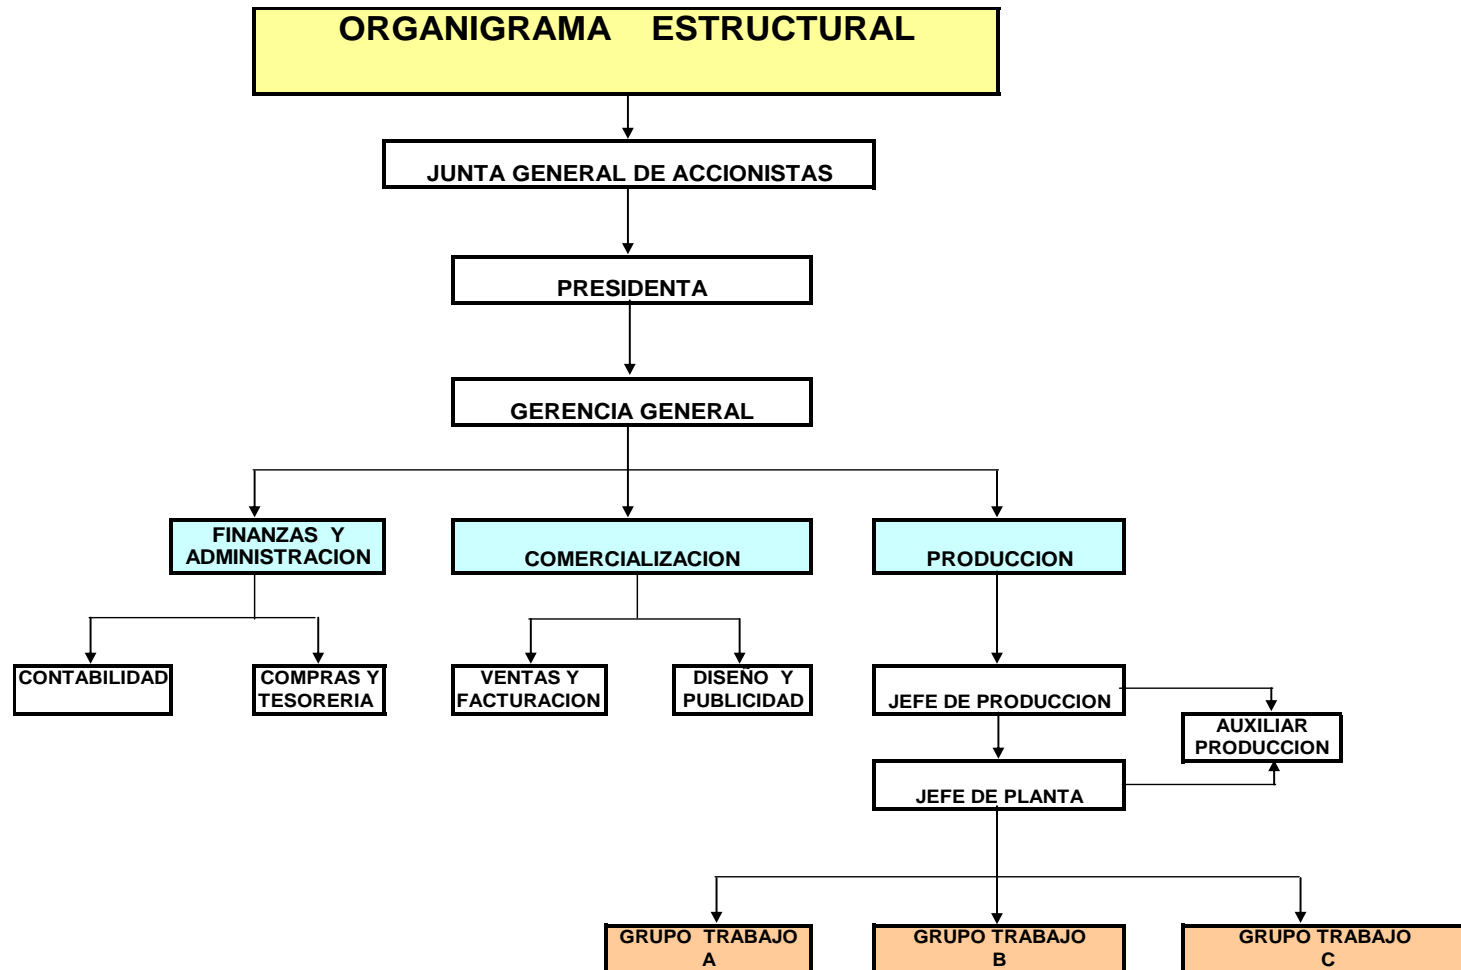 ORGANIGRAMA ESTRUCTURAL
JUNTA GENERAL DE ACCIONISTAS
PRESIDENTA
GERENCIA GENERAL
FINANZAS Y
ADMINISTRACION
COMERCIALIZACION
PRODUCCION
CONTABILIDAD
COMPRAS Y
TESORERIA
VENTAS Y
FACTURACION
DISEÑO Y
PUBLICIDAD
JEFE DE PRODUCCION
AUXILIAR
PRODUCCION
JEFE DE PLANTA
GRUPO TRABAJO
A
GRUPO TRABAJO
B
GRUPO TRABAJO
C